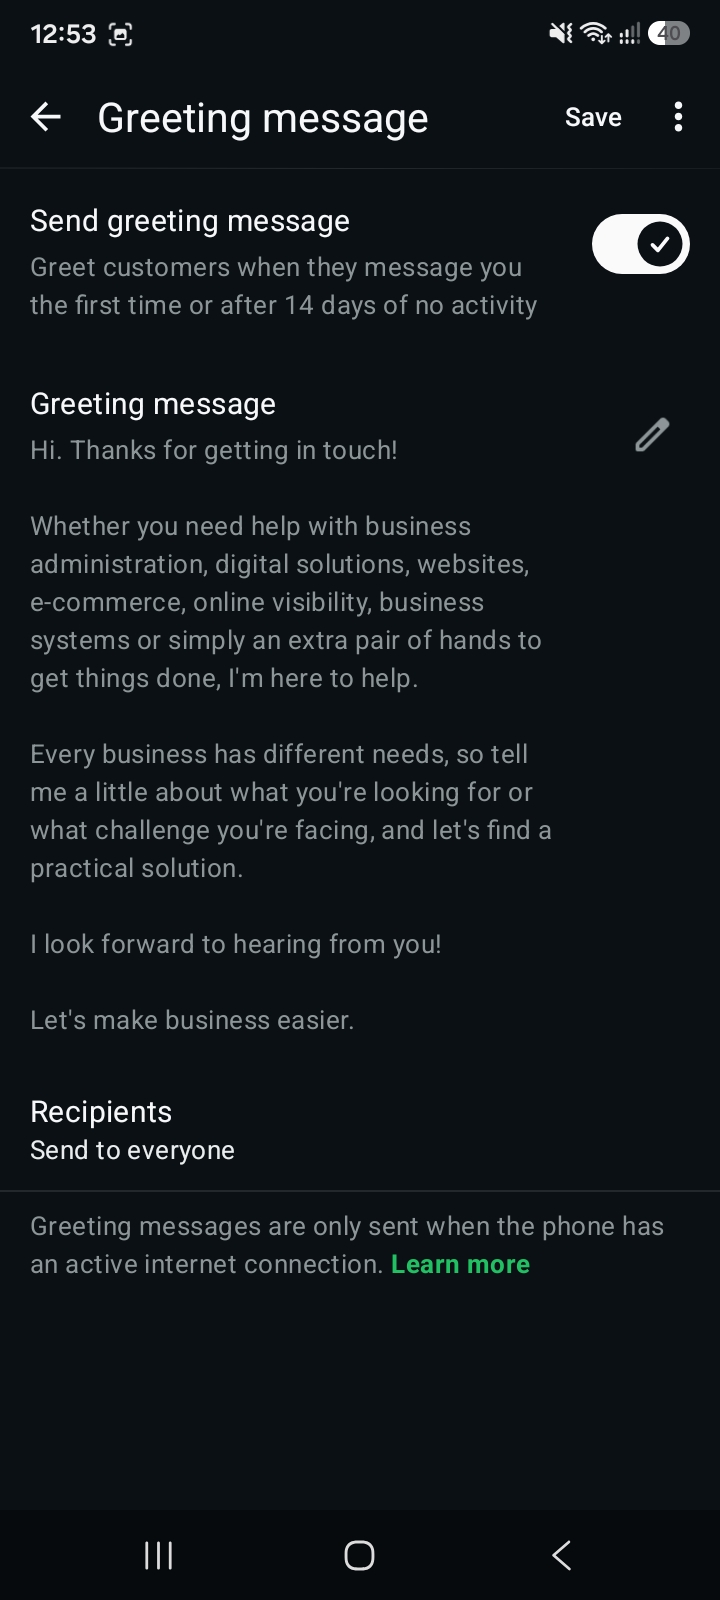 12:53
40
Greeting message
Save
Send greeting message
Greet customers when they message you
the first time or after 14 days of no activity
Greeting message
Hi. Thanks for getting in touch!
Whether you need help with business
administration, digital solutions, websites,
e-commerce, online visibility, business
systems or simply an extra pair of hands to
get things done, I'm here to help.
Every business has different needs, so tell
me a little about what you're looking for or
what challenge you're facing, and let's find a
practical solution.
I look forward to hearing from you!
Let's make business easier.
Recipients
Send to everyone
Greeting messages are only sent when the phone has
an active internet connection. Learn more